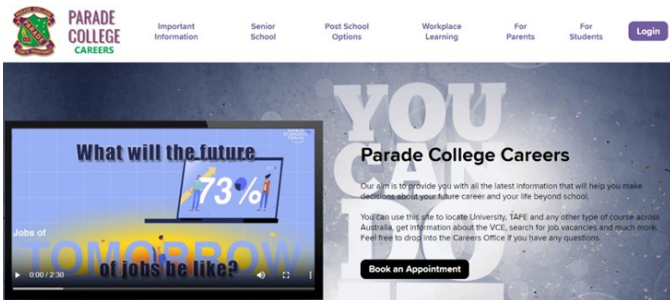 PARADE
COLLEGE
CAREERS
Important
Information
Senior
School
Post School
Options
Workplace
Learning
For
Parents
For
Students
Login
YOU
CAN
DO
What will the future
73%
Jobs of
TOMORROW
of jobs be like?
0:00 / 2:30
Parade College Careers
Our aim is to provide you with all the latest information that will help you make
decisions about your future career and your life beyond school.
You can use this site to locate University, TAFE and any other type of course across
Australia, get information about the VCE, search for job vacancies and much more.
Feel free to drop into the Careers Office if you have any questions.
Book an Appointment